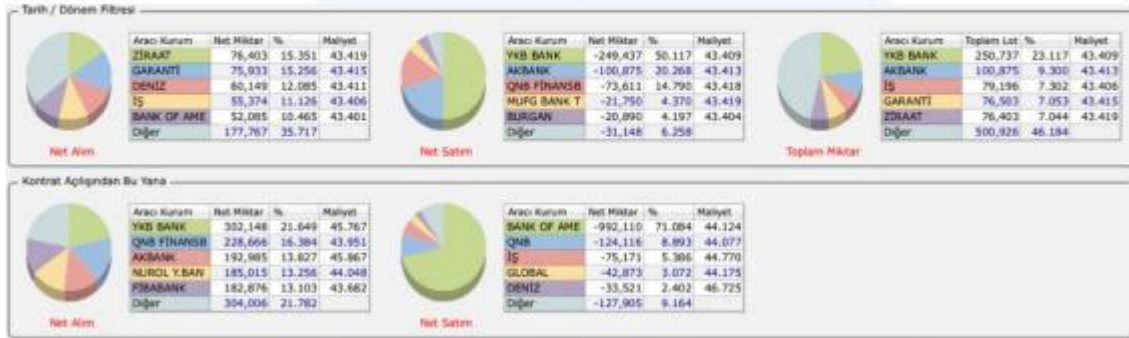 Tarih / Dönem Filtresi
Aracı Kurum Net Miktar % Maliyet
ZİRAAT 76,403 15.351 43.419
GARANTİ 75,933 15.256 43.415
DENİZ 60,149 12.085 43.411
İŞ 55,374 11.126 43.406
BANK OF AME 52,085 10.465 43.401
Diğer 177,767 35.717
Net Alım
Aracı Kurum Net Miktar % Maliyet
YKB BANK -249,437 50.117 43.409
AKBANK -100,875 20.268 43.413
QNB FİNANSB -73,611 14.790 43.418
MUFG BANK T -21,750 4.370 43.419
BURGAN -20,890 4.197 43.404
Diğer -31,148 6.258
Net Satım
Aracı Kurum Toplam Lot % Maliyet
YKB BANK 250,737 23.117 43.409
AKBANK 100,875 9.300 43.413
İŞ 79,196 7.302 43.406
GARANTİ 76,503 7.053 43.415
ZİRAAT 76,403 7.044 43.419
Diğer 500,926 46.184
Toplam Miktar
Kontrat Açılışından Bu Yana
Aracı Kurum Net Miktar % Maliyet
YKB BANK 302,148 21.649 45.767
QNB FİNANSB 228,666 16.384 43.951
AKBANK 192,985 13.827 45.867
NUROL Y.BAN 185,015 13.256 44.048
FİBABANK 182,876 13.103 43.682
Diğer 304,006 21.782
Net Alım
Aracı Kurum Net Miktar % Maliyet
BANK OF AME -992,110 71.084 44.124
QNB -124,116 8.893 44.077
İŞ -75,171 5.386 44.770
GLOBAL -42,873 3.072 44.175
DENİZ -33,521 2.402 46.725
Diğer -127,905 9.164
Net Satım